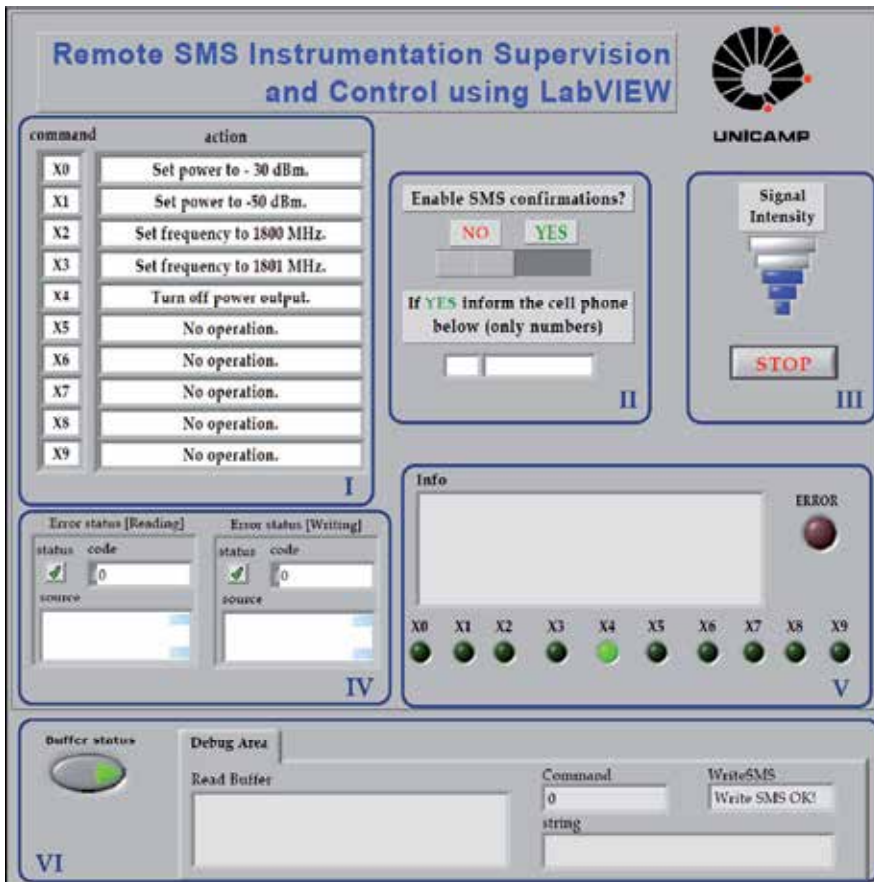 Remote SMS Instrumentation Supervision
and Control using LabVIEW
UNICAMP
command action
X0 Set power to - 30 dBm.
X1 Set power to -50 dBm.
X2 Set frequency to 1800 MHz.
X3 Set frequency to 1801 MHz.
X4 Turn off power output.
X5 No operation.
X6 No operation.
X7 No operation.
X8 No operation.
X9 No operation.
I
Enable SMS confirmations?
NO YES
If YES inform the cell phone
below (only numbers)
II
Signal
Intensity
STOP
III
Error status [Reading] Error status [Writing]
status code status code
0 0
source source
IV
Info
ERROR
X0 X1 X2 X3 X4 X5 X6 X7 X8 X9
V
Buffer status
Debug Area
Read Buffer Command WriteSMS
0 Write SMS OK!
string
VI